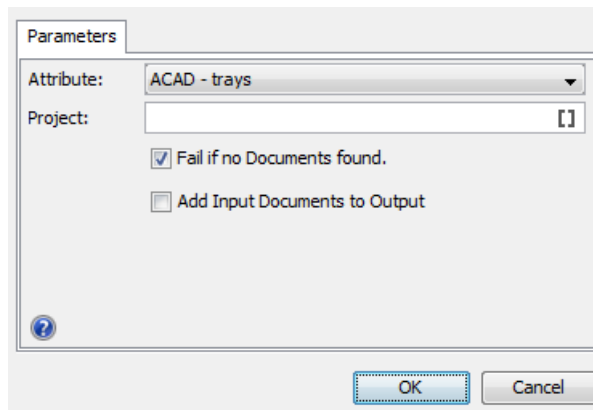 Parameters
Attribute: ACAD - trays
Project: []
Fail if no Documents found.
Add Input Documents to Output
?
OK Cancel